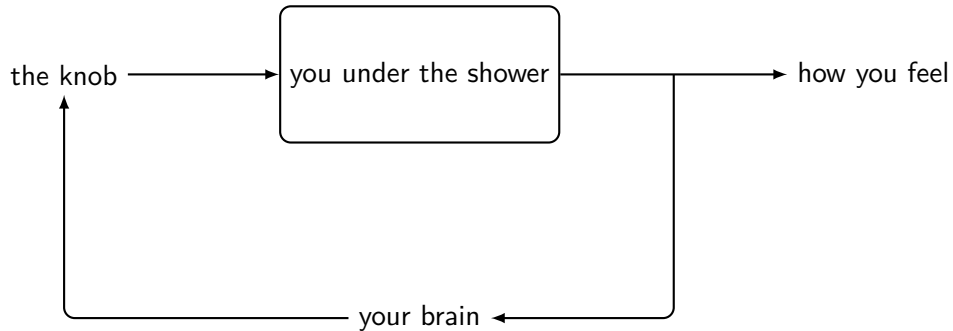 the knob
you under the shower
how you feel
your brain